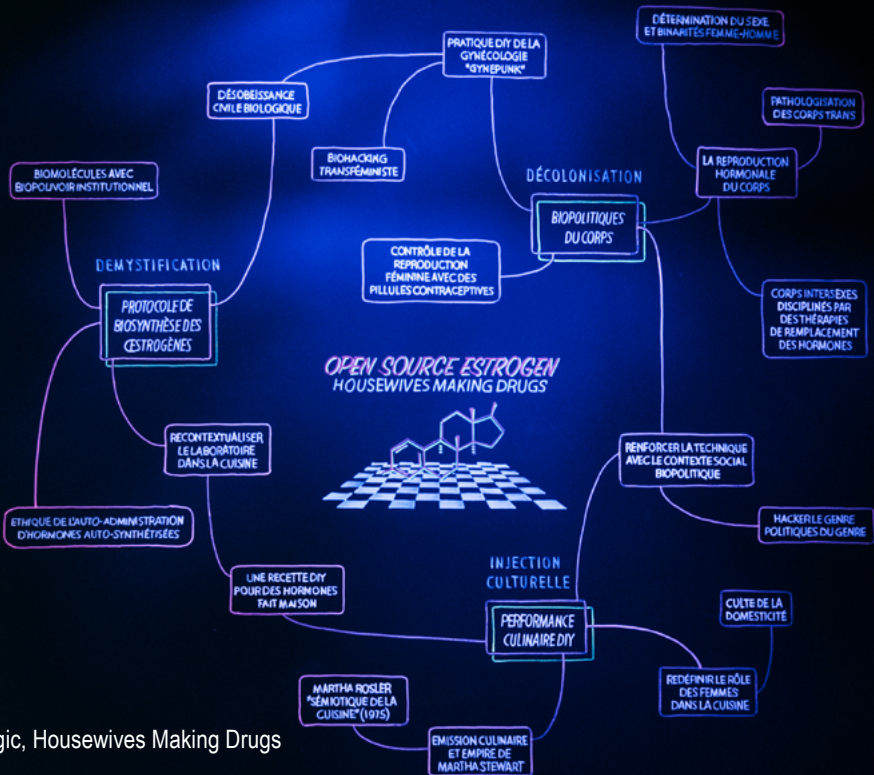 DÉTERMINATION DU SEXE
ET BINARITÉS FEMME-HOMME
PRATIQUE DIY DE LA
GYNÉCOLOGIE
"GYNEPUNK"
DÉSOBEISSANCE
CIVILE BIOLOGIQUE
PATHOLOGISATION
DES CORPS TRANS
BIOHACKING
TRANSFÉMINISTE
LA REPRODUCTION
HORMONALE
DU CORPS
BIOMOLÉCULES AVEC
BIOPOUVOIR INSTITUTIONNEL
DÉCOLONISATION
BIOPOLITIQUES
DU CORPS
CONTRÔLE DE LA
REPRODUCTION
FÉMININE AVEC DES
PILLULES CONTRACEPTIVES
DEMYSTIFICATION
PROTOCOLE DE
BIOSYNTHÈSE DES
ŒSTROGÈNES
CORPS INTERSEXES
DISCIPLINÉS PAR
DES THÉRAPIES
DE REMPLACEMENT
DES HORMONES
OPEN SOURCE ESTROGEN
HOUSEWIVES MAKING DRUGS
RECONTEXTUALISER
LE LABORATOIRE
DANS LA CUISINE
RENFORCER LA TECHNIQUE
AVEC LE CONTEXTE SOCIAL
BIOPOLITIQUE
ETHIQUE DE L'AUTO-ADMINISTRATION
D'HORMONES AUTO-SYNTHÉTISÉES
HACKER LE GENRE
POLITIQUES DU GENRE
UNE RECETTE DIY
POUR DES HORMONES
FAIT MAISON
INJECTION
CULTURELLE
PERFORMANCE
CULINAIRE DIY
CULTE DE LA
DOMESTICITÉ
REDÉFINIR LE RÔLE
DES FEMMES
DANS LA CUISINE
MARTHA ROSLER
"SÉMIOTIQUE DE LA
CUISINE" (1975)
EMISSION CULINAIRE
ET EMPIRE DE
MARTHA STEWART
gic, Housewives Making Drugs